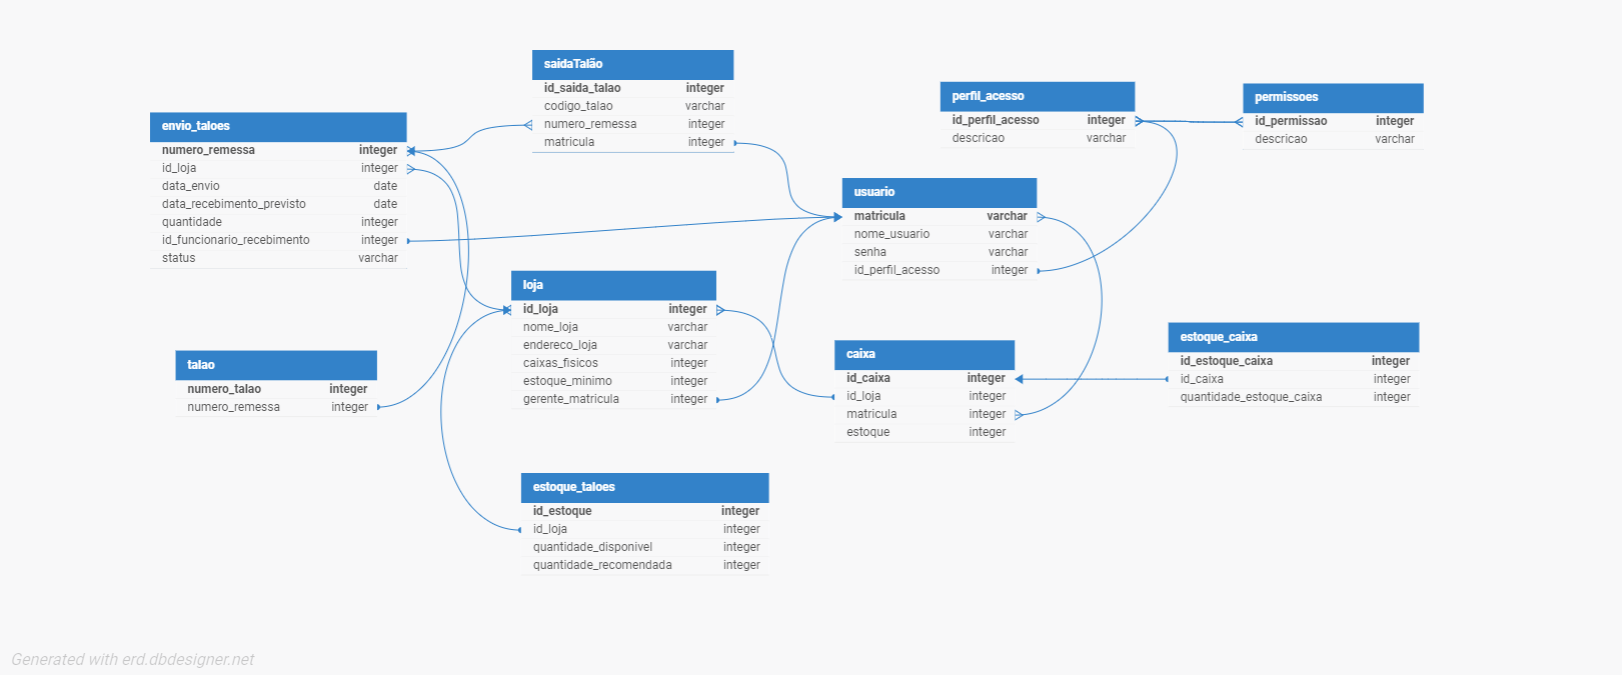 saidaTalão
id_saida_talao integer
codigo_talao varchar
numero_remessa integer
matricula integer
perfil_acesso
id_perfil_acesso integer
descricao varchar
permissoes
id_permissao integer
descricao varchar
envio_taloes
numero_remessa integer
id_loja integer
data_envio date
data_recebimento_previsto date
quantidade integer
id_funcionario_recebimento integer
status varchar
usuario
matricula varchar
nome_usuario varchar
senha varchar
id_perfil_acesso integer
loja
id_loja integer
nome_loja varchar
endereco_loja varchar
caixas_fisicos integer
estoque_minimo integer
gerente_matricula integer
talao
numero_talao integer
numero_remessa integer
caixa
id_caixa integer
id_loja integer
matricula integer
estoque integer
estoque_caixa
id_estoque_caixa integer
id_caixa integer
quantidade_estoque_caixa integer
estoque_taloes
id_estoque integer
id_loja integer
quantidade_disponivel integer
quantidade_recomendada integer
Generated with erd.dbdesigner.net